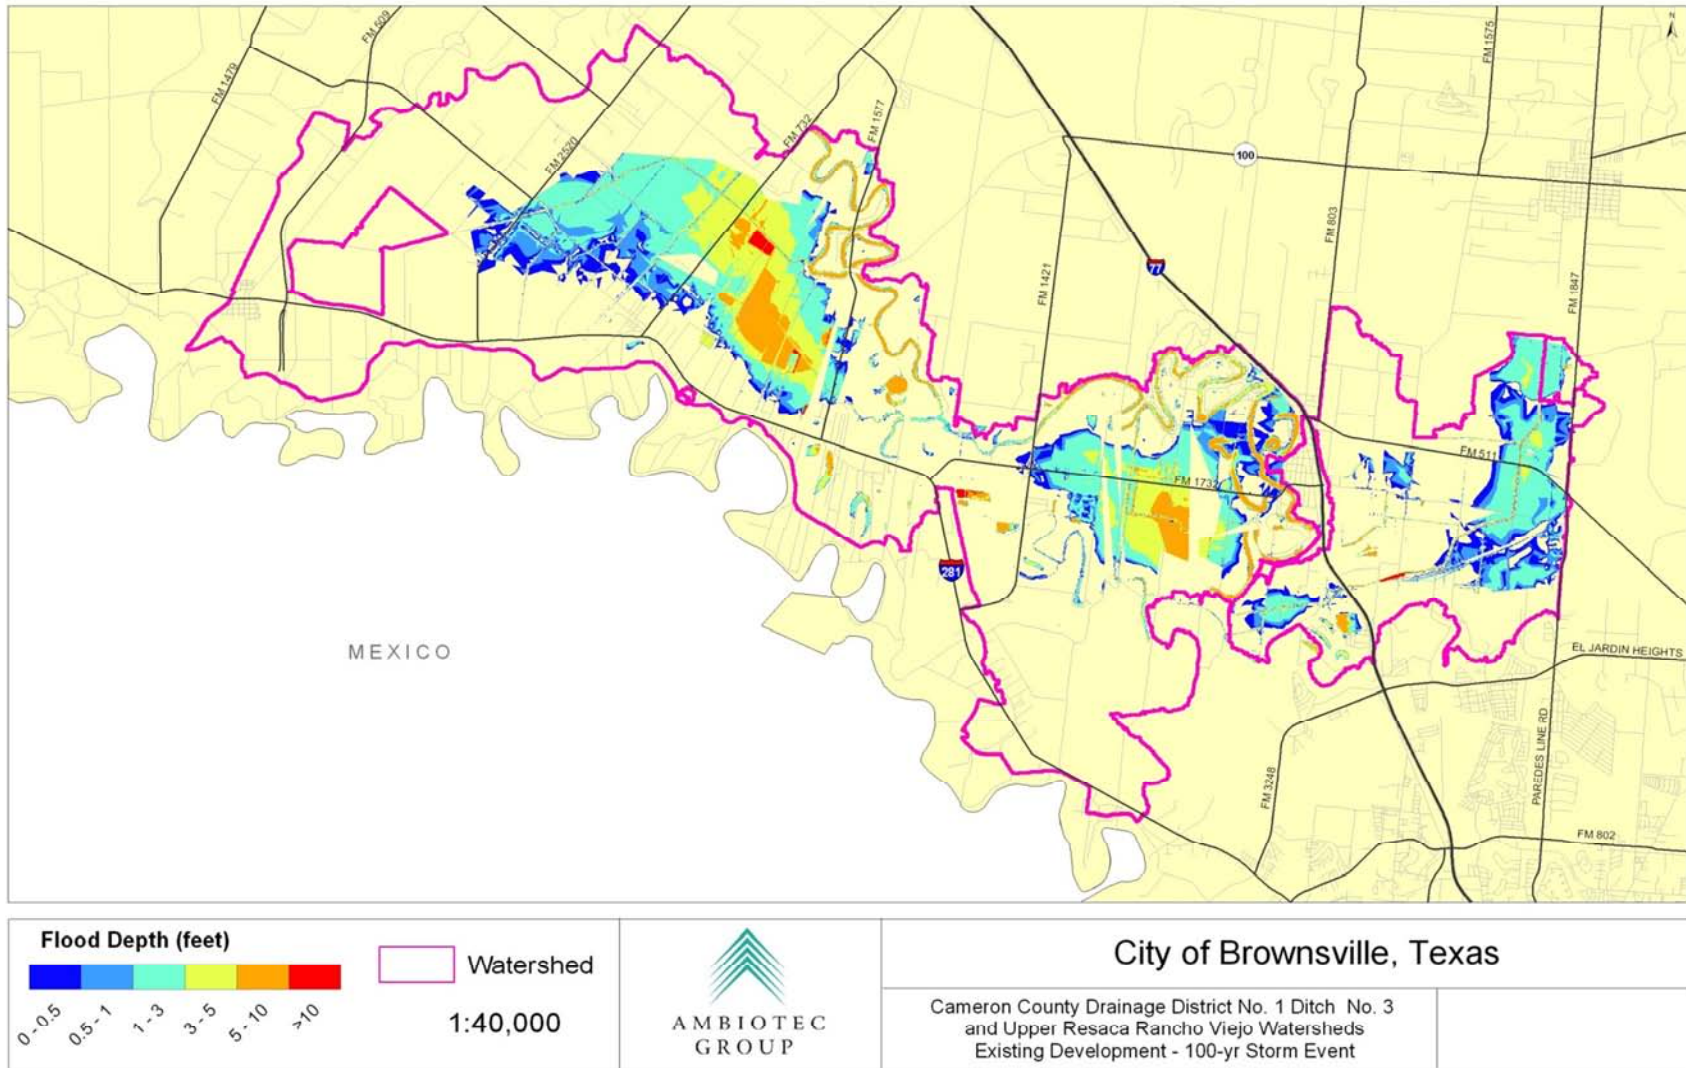 N
FM 509
FM 1479
FM 2520
FM 732
FM 1577
FM 1575
100
FM 803
77
FM 1421
FM 1847
FM 511
FM 1732
281
MEXICO
EL JARDIN HEIGHTS
PAREDES LINE RD
FM 3248
FM 802
Flood Depth (feet)
0 - 0.5
0.5 - 1
1 - 3
3 - 5
5 - 10
>10
Watershed
1:40,000
AMBIOTEC
GROUP
City of Brownsville, Texas
Cameron County Drainage District No. 1 Ditch No. 3
and Upper Resaca Rancho Viejo Watersheds
Existing Development - 100-yr Storm Event